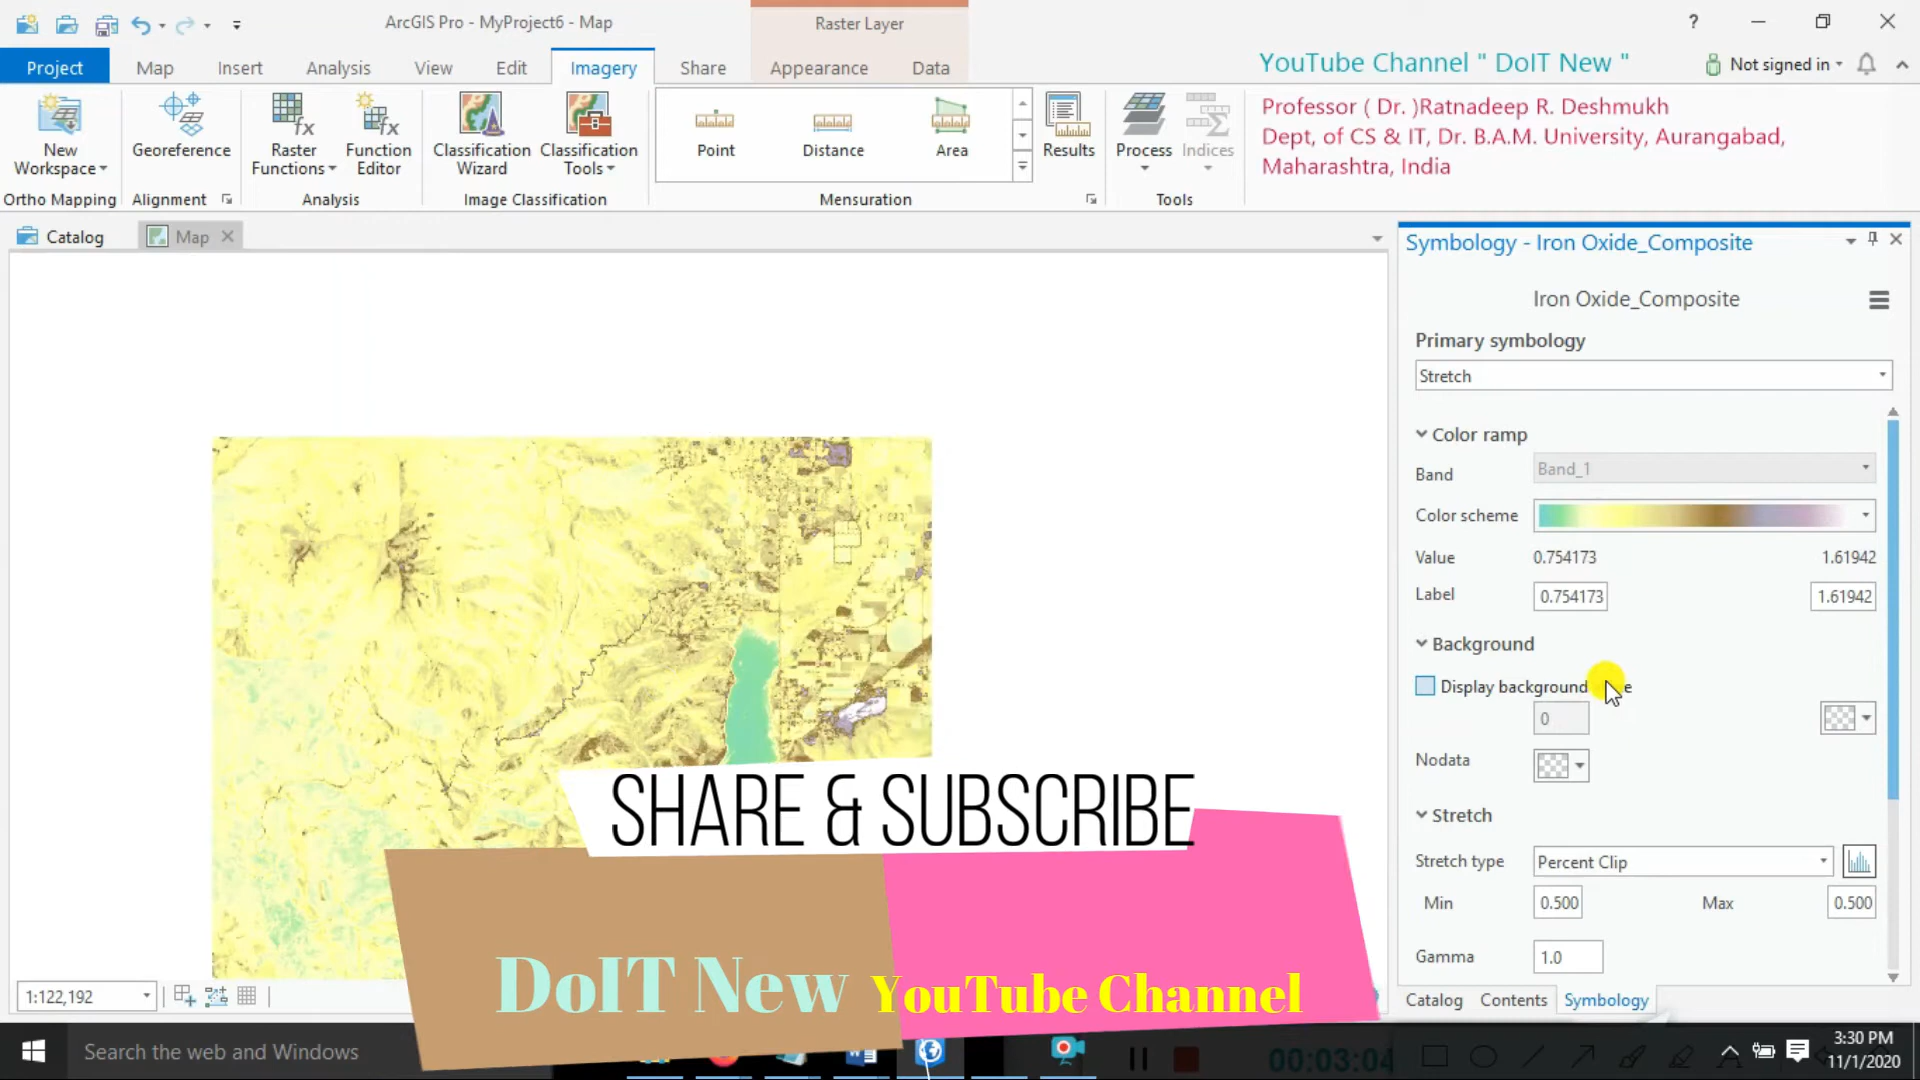 ArcGIS Pro - MyProject6 - Map
Raster Layer
?
Project
Map
Insert
Analysis
View
Edit
Imagery
Share
Appearance
Data
YouTube Channel " DoIT New "
Not signed in
New Workspace
Georeference
Raster Functions
Function Editor
Classification Wizard
Classification Tools
Point
Distance
Area
Results
Process
Indices
Professor ( Dr. )Ratnadeep R. Deshmukh
Dept, of CS & IT, Dr. B.A.M. University, Aurangabad,
Maharashtra, India
Ortho Mapping
Alignment
Analysis
Image Classification
Mensuration
Tools
Catalog
Map
Symbology - Iron Oxide_Composite
Iron Oxide_Composite
Primary symbology
Stretch
Color ramp
Band
Band_1
Color scheme
Value
0.754173
1.61942
Label
0.754173
1.61942
Background
Display background
0
Nodata
Stretch
Stretch type
Percent Clip
Min
0.500
Max
0.500
Gamma
1.0
SHARE & SUBSCRIBE
DoIT New YouTube Channel
1:122,192
Catalog
Contents
Symbology
Search the web and Windows
00:03:04
3:30 PM
11/1/2020